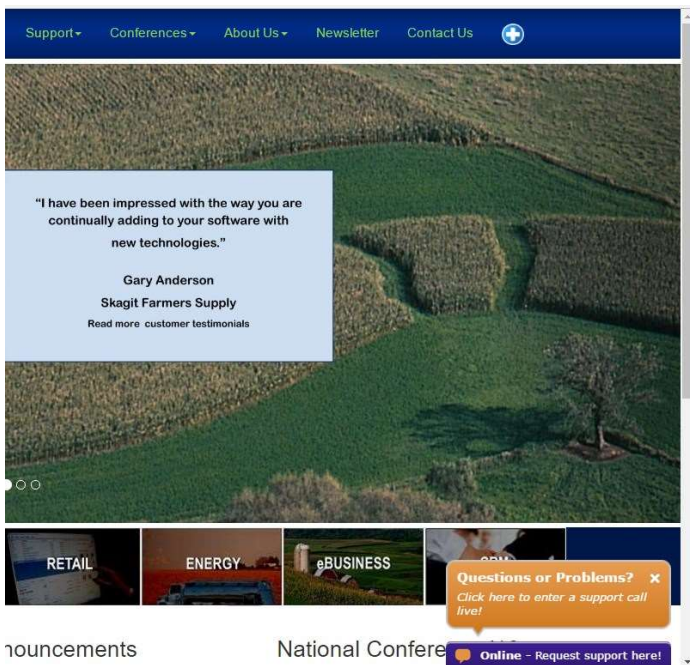 Support Conferences About Us Newsletter Contact Us
“I have been impressed with the way you are
continually adding to your software with
new technologies.”
Gary Anderson
Skagit Farmers Supply
Read more customer testimonials
RETAIL ENERGY eBUSINESS
Questions or Problems? x
Click here to enter a support call
live!
National
Online - Request support here!